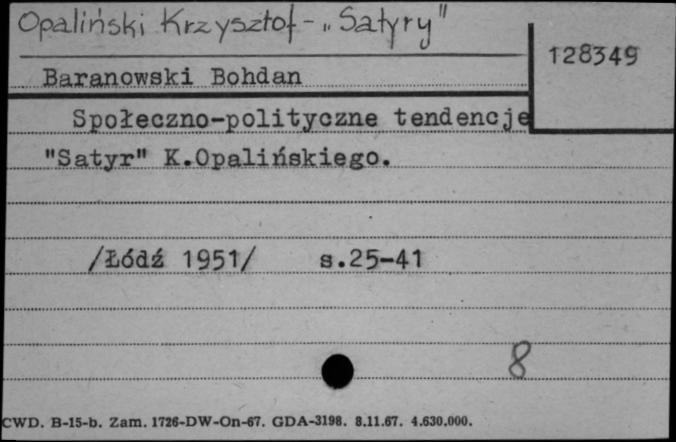 Opaliński Krzysztof - „Satyry"
128349
Baranowski Bohdan
Społeczno-polityczne tendencje
"Satyr" K.Opalińskiego.
/Łódź 1951/ s.25-41
8
CWD. B-15-b. Zam. 1726-DW-On-67. GDA-3198. 8.11.67. 4.630.000.